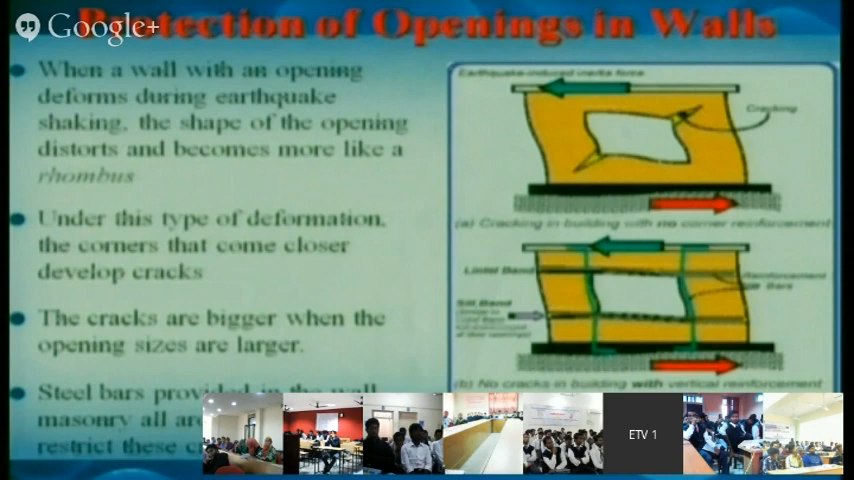 Google+
Protection of Openings in Walls
When a wall with an opening
deforms during earthquake
shaking, the shape of the opening
distorts and becomes more like a
rhombus
Under this type of deformation,
the corners that come closer
develop cracks
The cracks are bigger when the
opening sizes are larger.
Steel bars provided in the wall
masonry all
restrict these
Earthquake-induced inertia force
Cracking
(a) Cracking in building with no corner reinforcement
Lintel Band
Reinforcement
Bars
Sill Band
(b) No cracks in building with vertical reinforcement
ETV 1